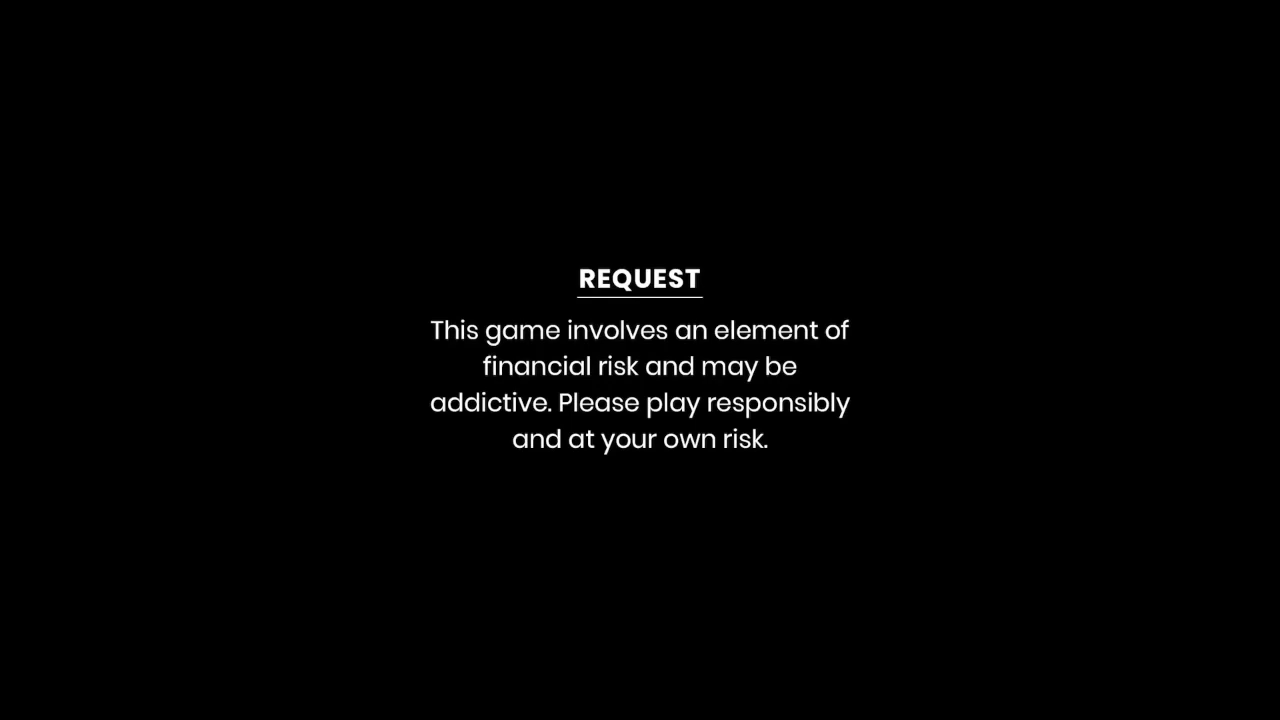 REQUEST
This game involves an element of
financial risk and may be
addictive. Please play responsibly
and at your own risk.